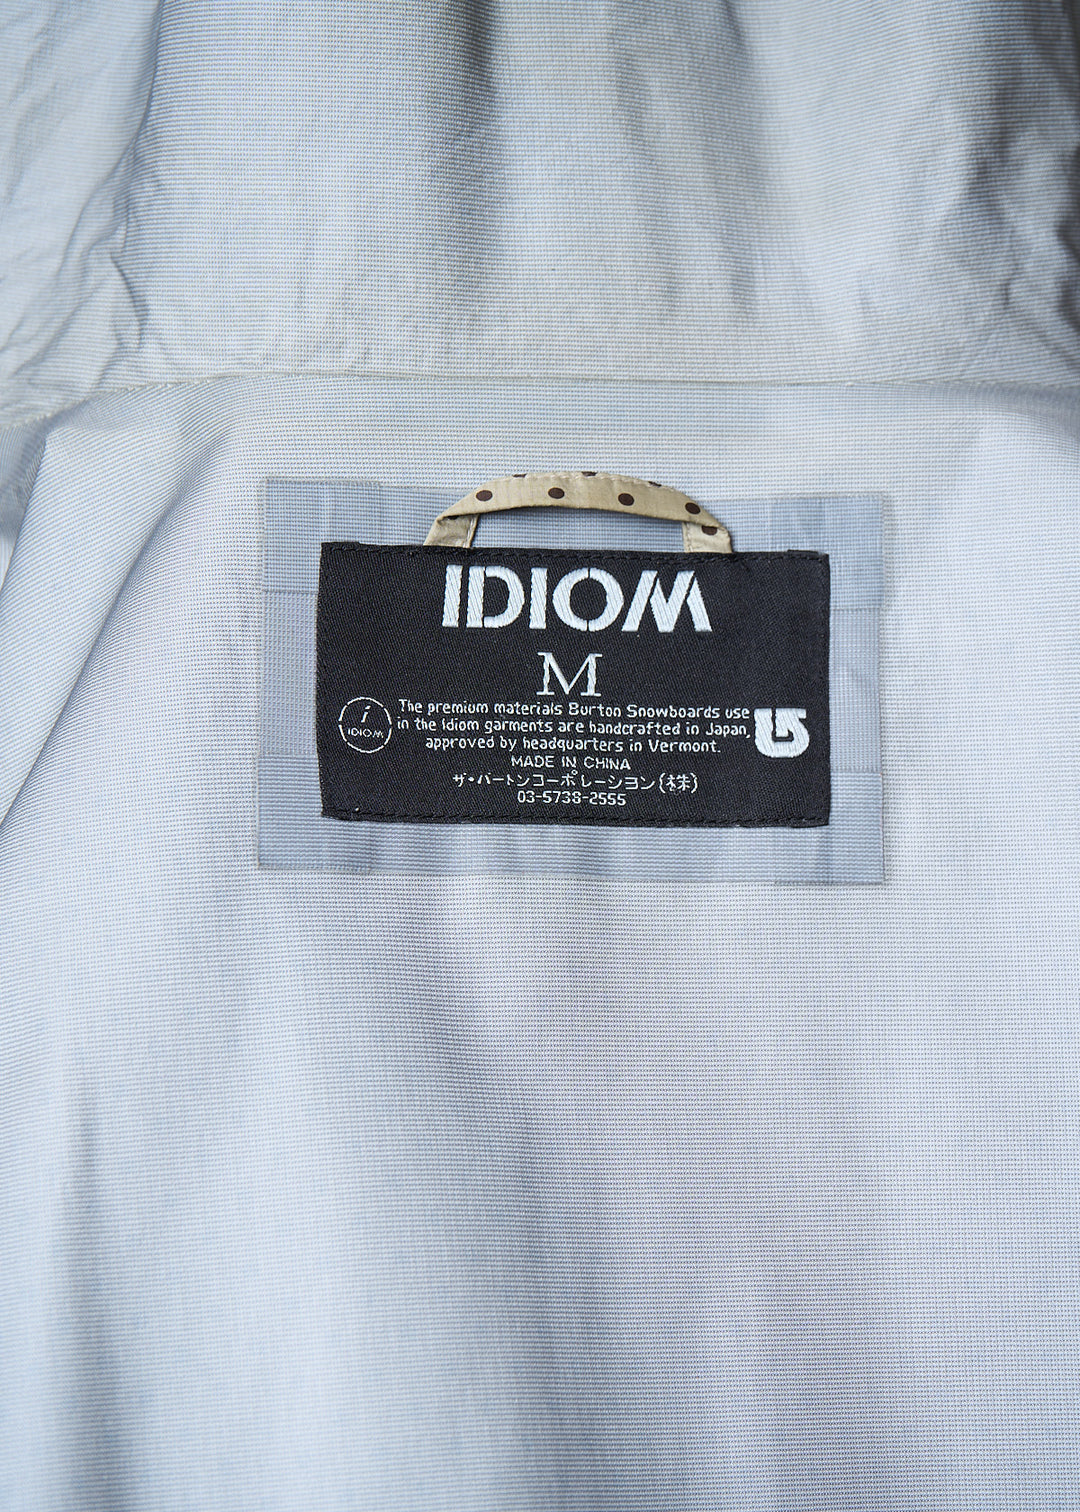 IDIOM
M
The premium materials Burton Snowboards use
in the Idiom garments are handcrafted in Japan,
approved by headquarters in Vermont.
i
IDIOM
MADE IN CHINA
ザ・バートンコーポレーション(株)
03-5738-2555